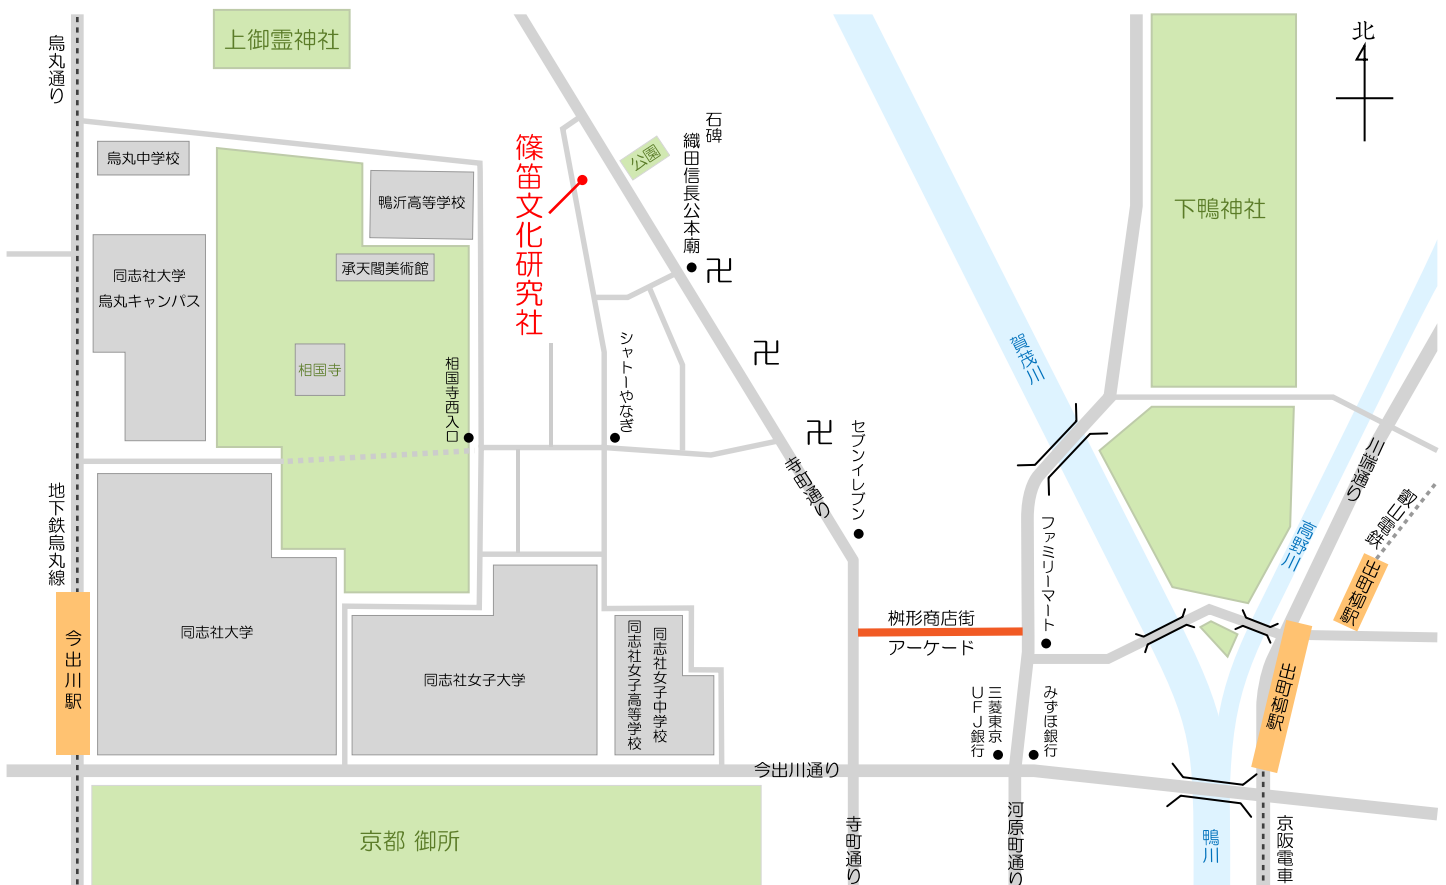 上御霊神社
北
烏丸通り
石碑
織田信長公本廟
公園
篠笛文化研究社
烏丸中学校
鴨沂高等学校
下鴨神社
同志社大学
烏丸キャンパス
承天閣美術館
相国寺
相国寺西入口
シャトーやなぎ
賀茂川
卍
卍
卍
セブンイレブン
寺町通り
川端通り
叡山電鉄
地下鉄烏丸線
高野川
ファミリーマート
出町柳駅
今出川駅
同志社大学
同志社女子大学
同志社女子中学校
同志社女子高等学校
桝形商店街
アーケード
出町柳駅
三菱東京
UFJ銀行
みずほ銀行
今出川通り
京都 御所
寺町通り
河原町通り
鴨川
京阪電車